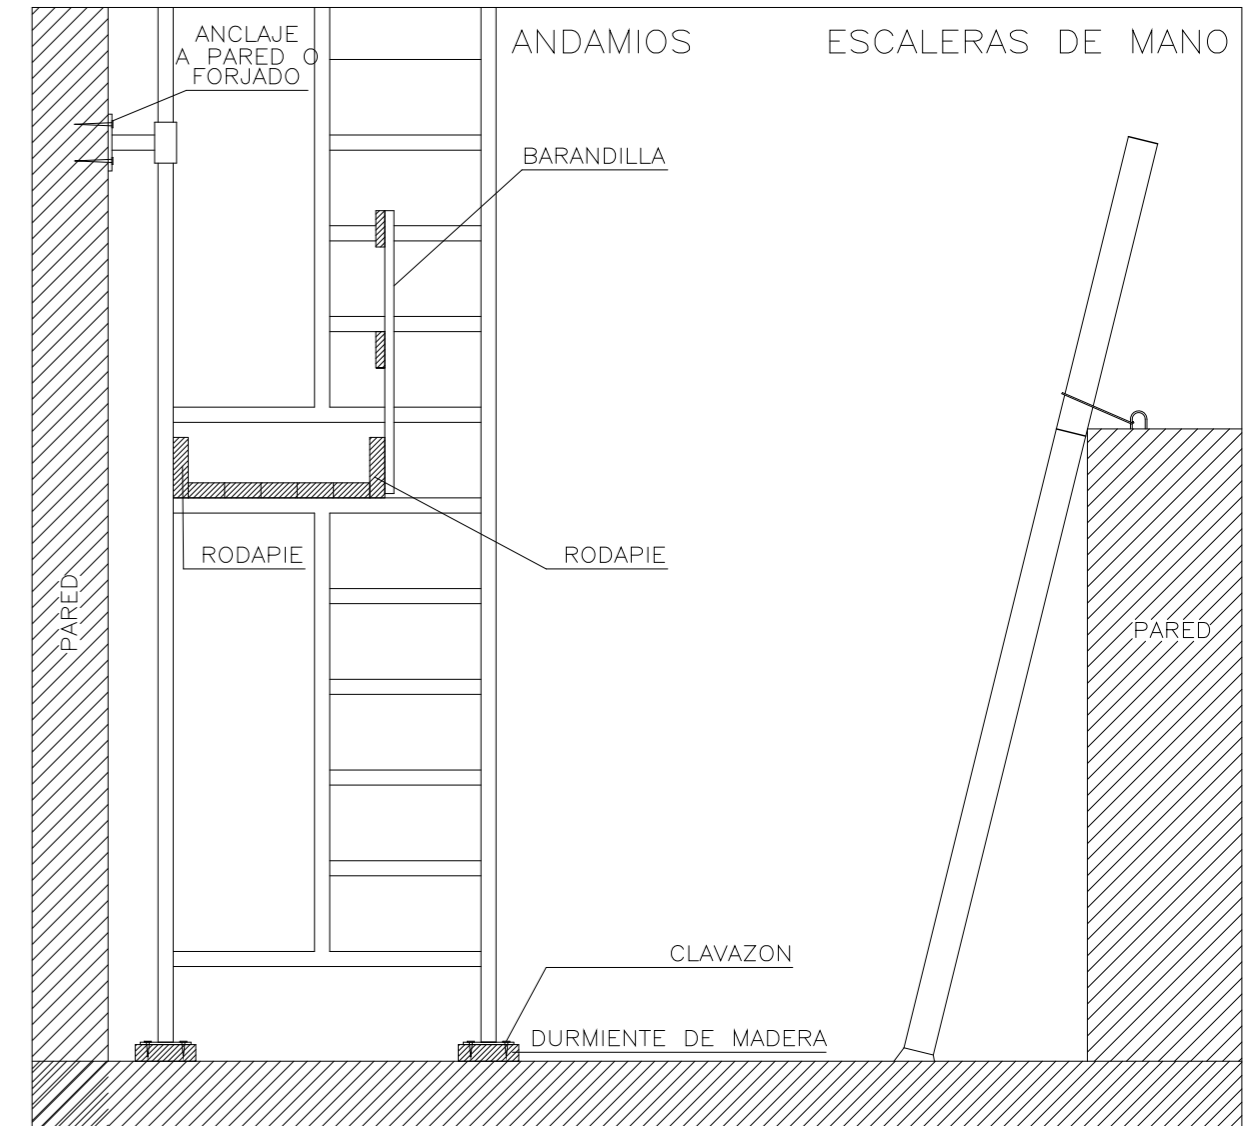 ANDAMIOS
ESCALERAS DE MANO
ANCLAJE
A PARED O
FORJADO
BARANDILLA
RODAPIE
RODAPIE
PARED
PARED
CLAVAZON
DURMIENTE DE MADERA